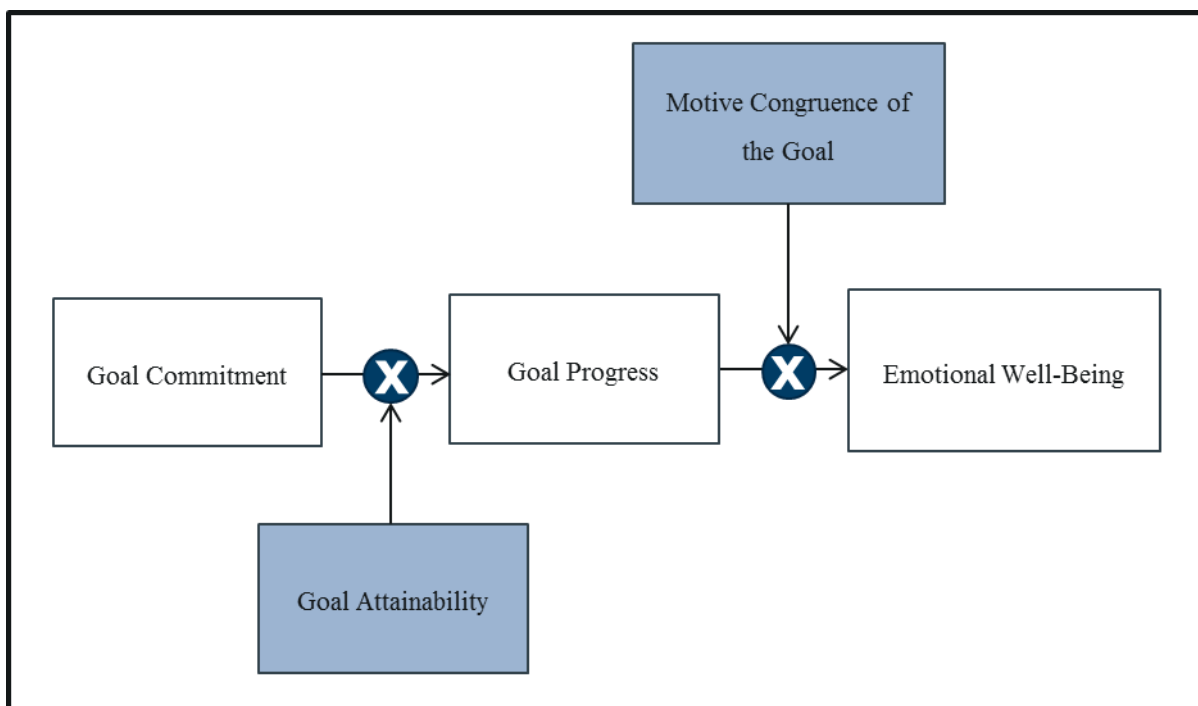 Motive Congruence of
the Goal
Goal Commitment
X
Goal Progress
X
Emotional Well-Being
Goal Attainability